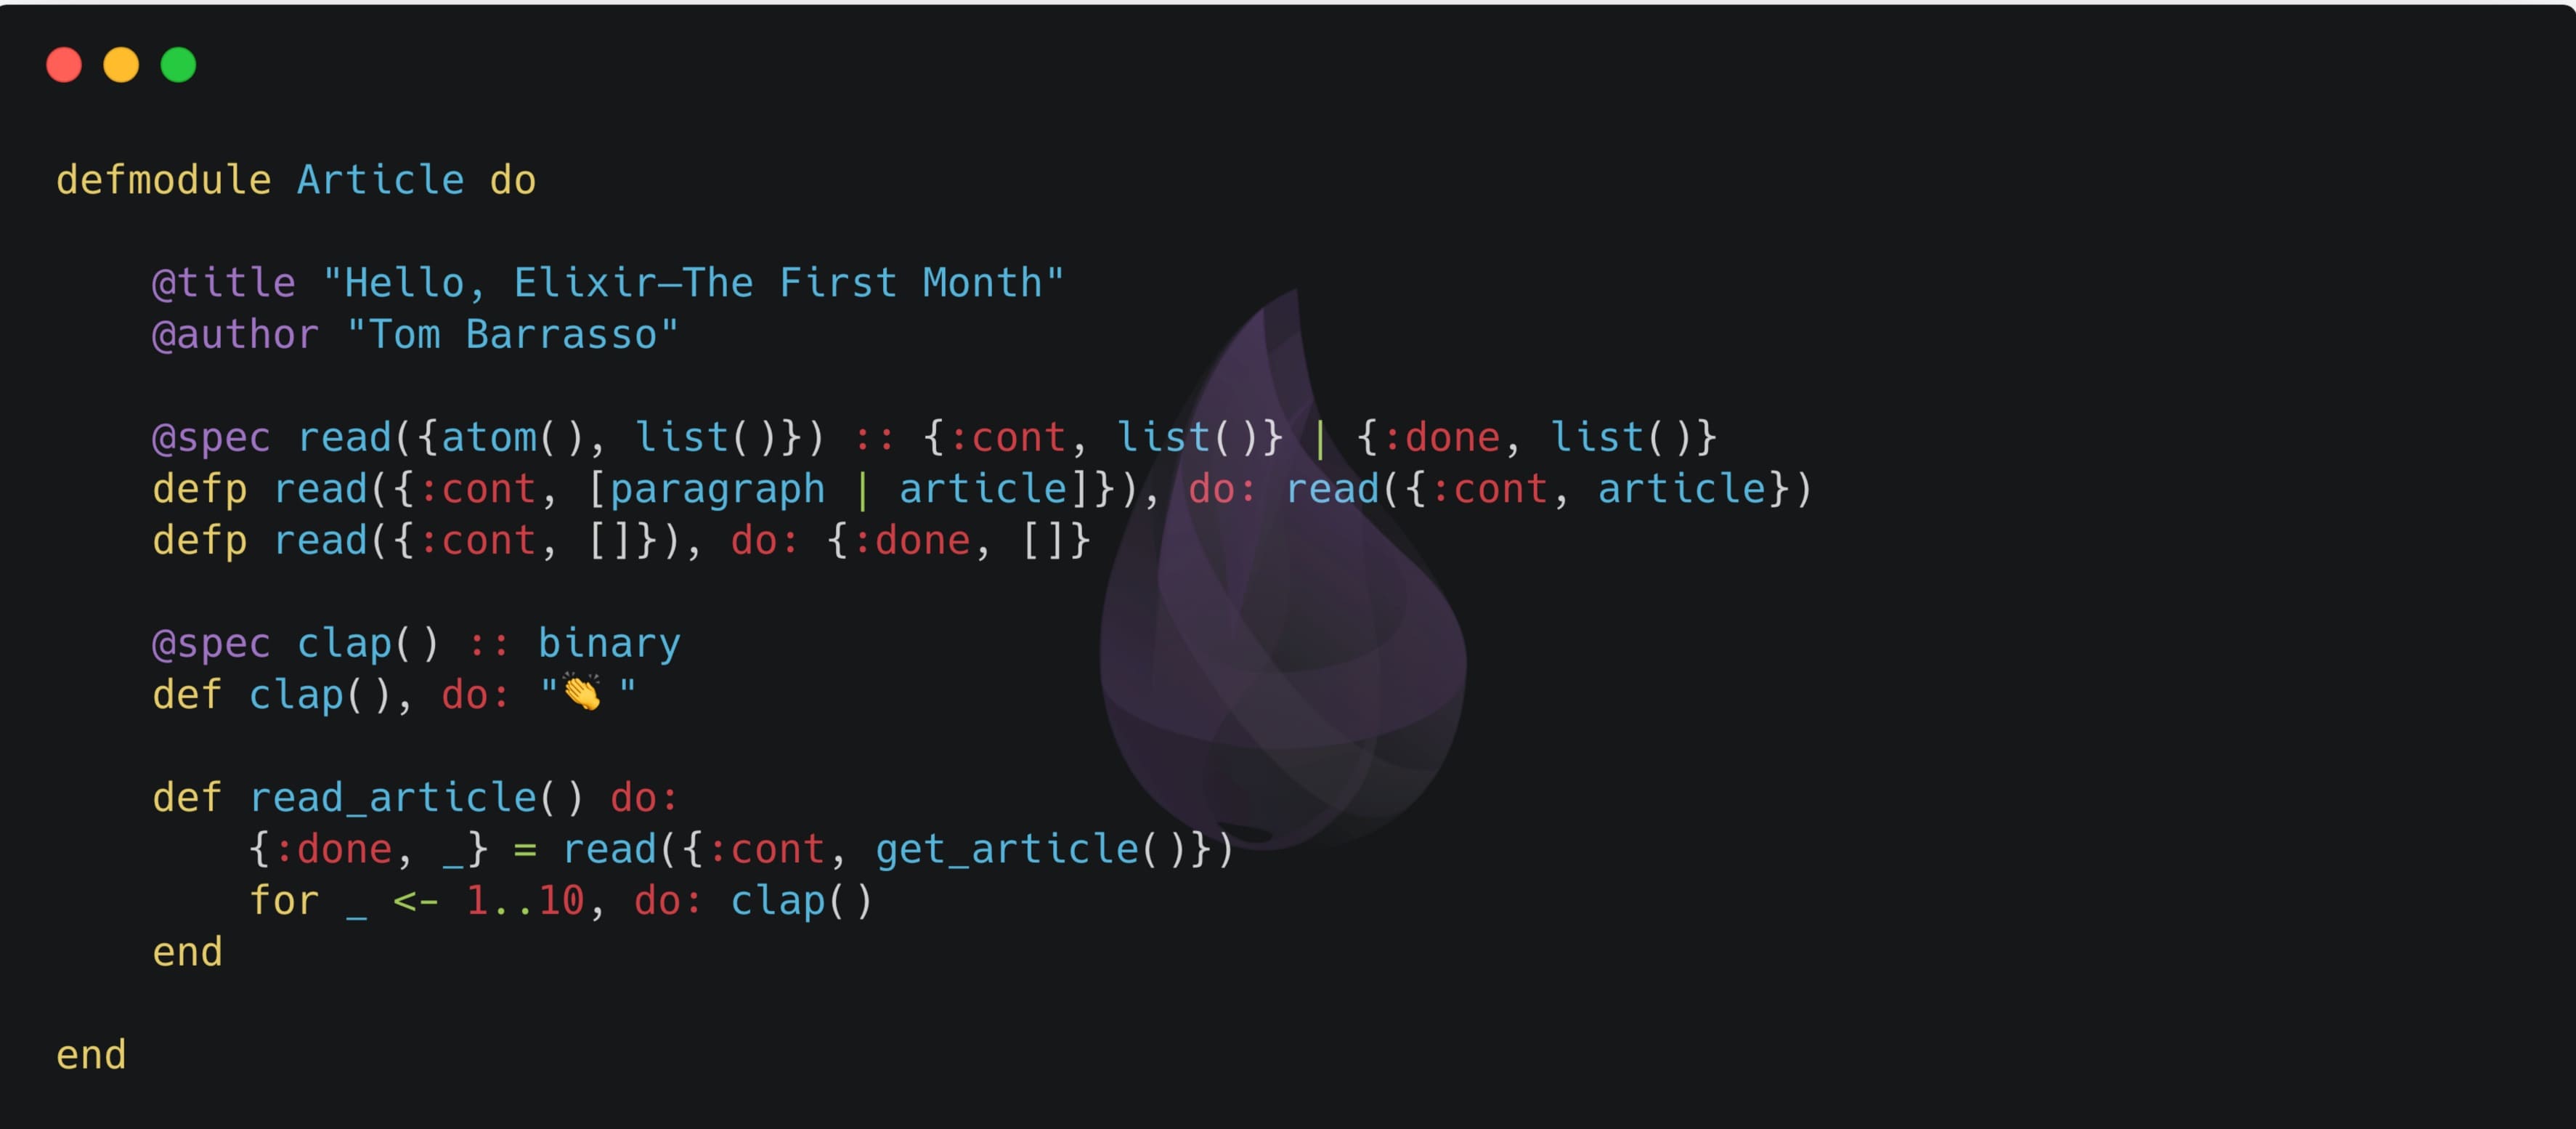 defmodule Article do
@title "Hello, Elixir—The First Month"
@author "Tom Barrasso"
@spec read({atom(), list()}) :: {:cont, list()} | {:done, list()}
defp read({:cont, [paragraph | article]}), do: read({:cont, article})
defp read({:cont, []}), do: {:done, []}
@spec clap() :: binary
def clap(), do: "👏 "
def read_article() do:
{:done, _} = read({:cont, get_article()})
for _ <- 1..10, do: clap()
end
end